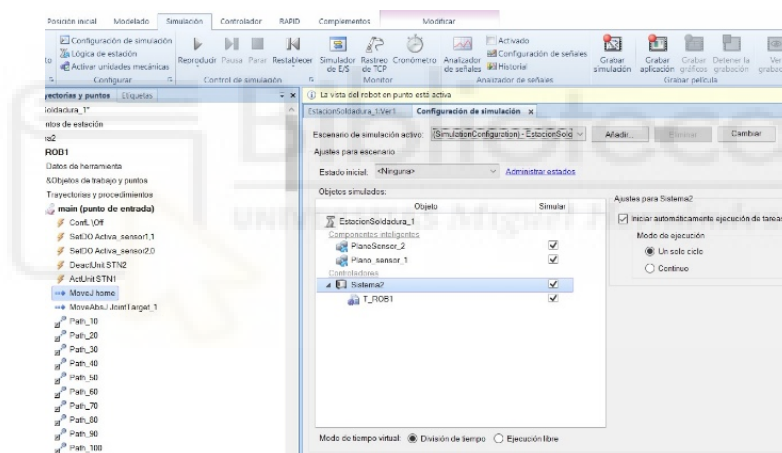 Posición inicial Modelado Simulación Controlador RAPID Complementos Modificar
Configuración de simulación
Lógica de estación
Activar unidades mecánicas
Configurar
Reproducir Pausa Parar Restablecer
Control de simulación
Simulador de E/S
Rastreo de TCP
Cronómetro
Monitor
Analizador de señales
Activado
Configuración de señales
Historial
Analizador de señales
Grabar simulación
Grabar aplicación
Grabar gráficos
Detener la grabación
Ver
Grabar película
Etiquetas
La vista del robot en punto está activa
EstacionSoldadura_1:Ver1 Configuración de simulación x
ROB1
Datos de herramienta
&Objetos de trabajo y puntos
Trayectorias y procedimientos
main (punto de entrada)
ConfL \Off
SetDO Activa_sensor1,1
SetDO Activa_sensor2,0
DeactUnit STN2
ActUnit STN1
MoveJ home
MoveAbsJ JointTarget_1
Path_10
Path_20
Path_30
Path_40
Path_50
Path_60
Path_70
Path_80
Path_90
Path_100
Escenario de simulación activo: (SimulationConfiguration) - EstacionSold Añadir... Cambiar
Ajustes para escenario
Estado inicial: <Ninguna> Administrar estados
Objetos simulados:
Objeto Simular
EstacionSoldadura_1
Componentes inteligentes
PlanoSensor_2
Plano_sensor_1
Controladores
Sistema2
T_ROB1
Ajustes para Sistema2
Iniciar automáticamente ejecución de tareas
Modo de ejecución
Un solo ciclo
Continuo
Modo de tiempo virtual: División de tiempo Ejecución libre